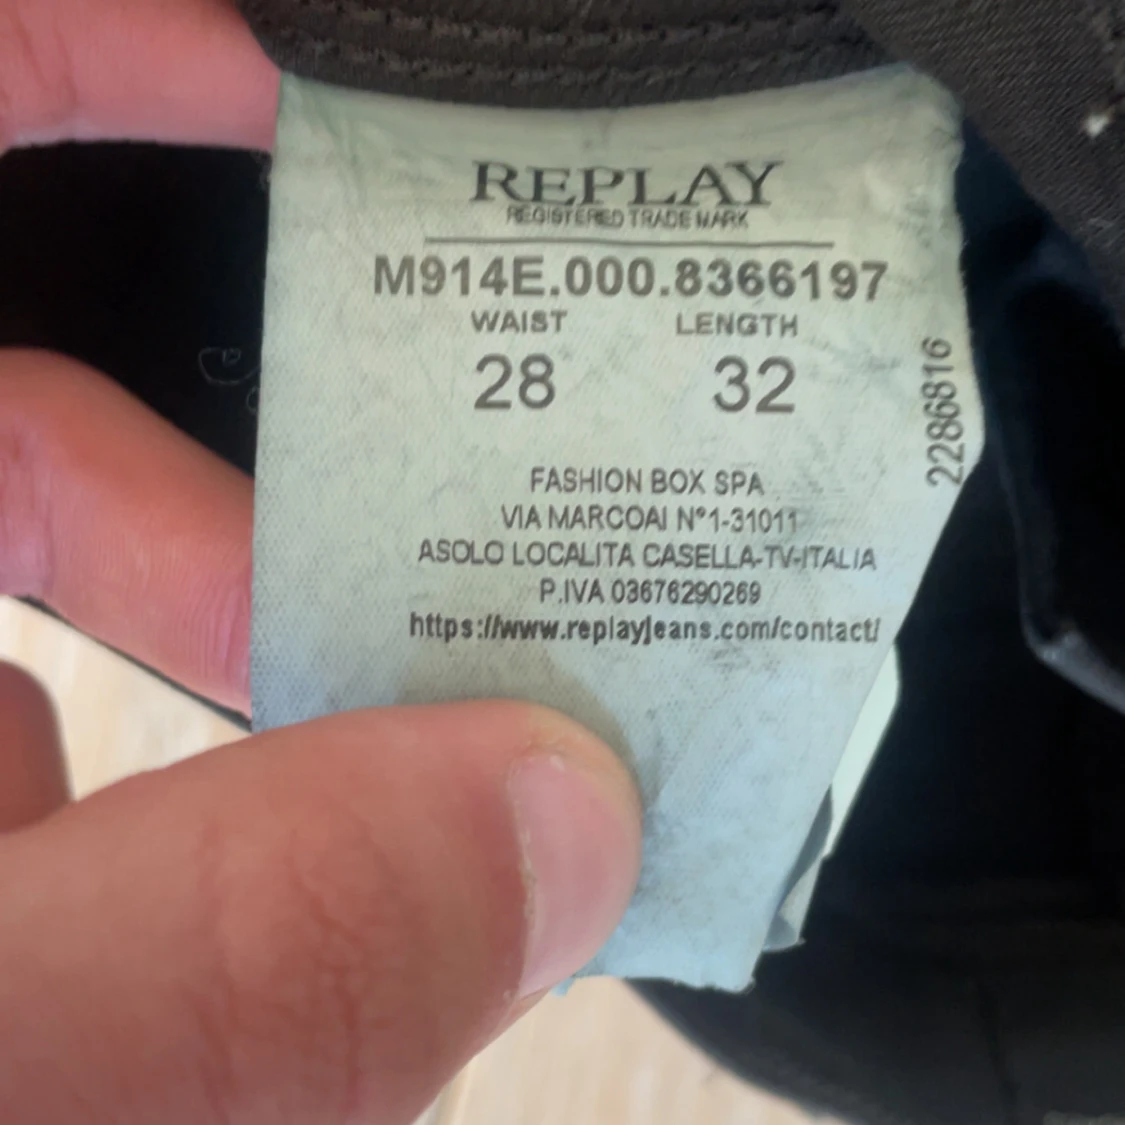 REPLAY
REGISTERED TRADE MARK
M914E.000.8366197
WAIST LENGTH
28 32
2286816
FASHION BOX SPA
VIA MARCOAI N°1-31011
ASOLO LOCALITA CASELLA-TV-ITALIA
P.IVA 03676290269
https://www.replayjeans.com/contact/